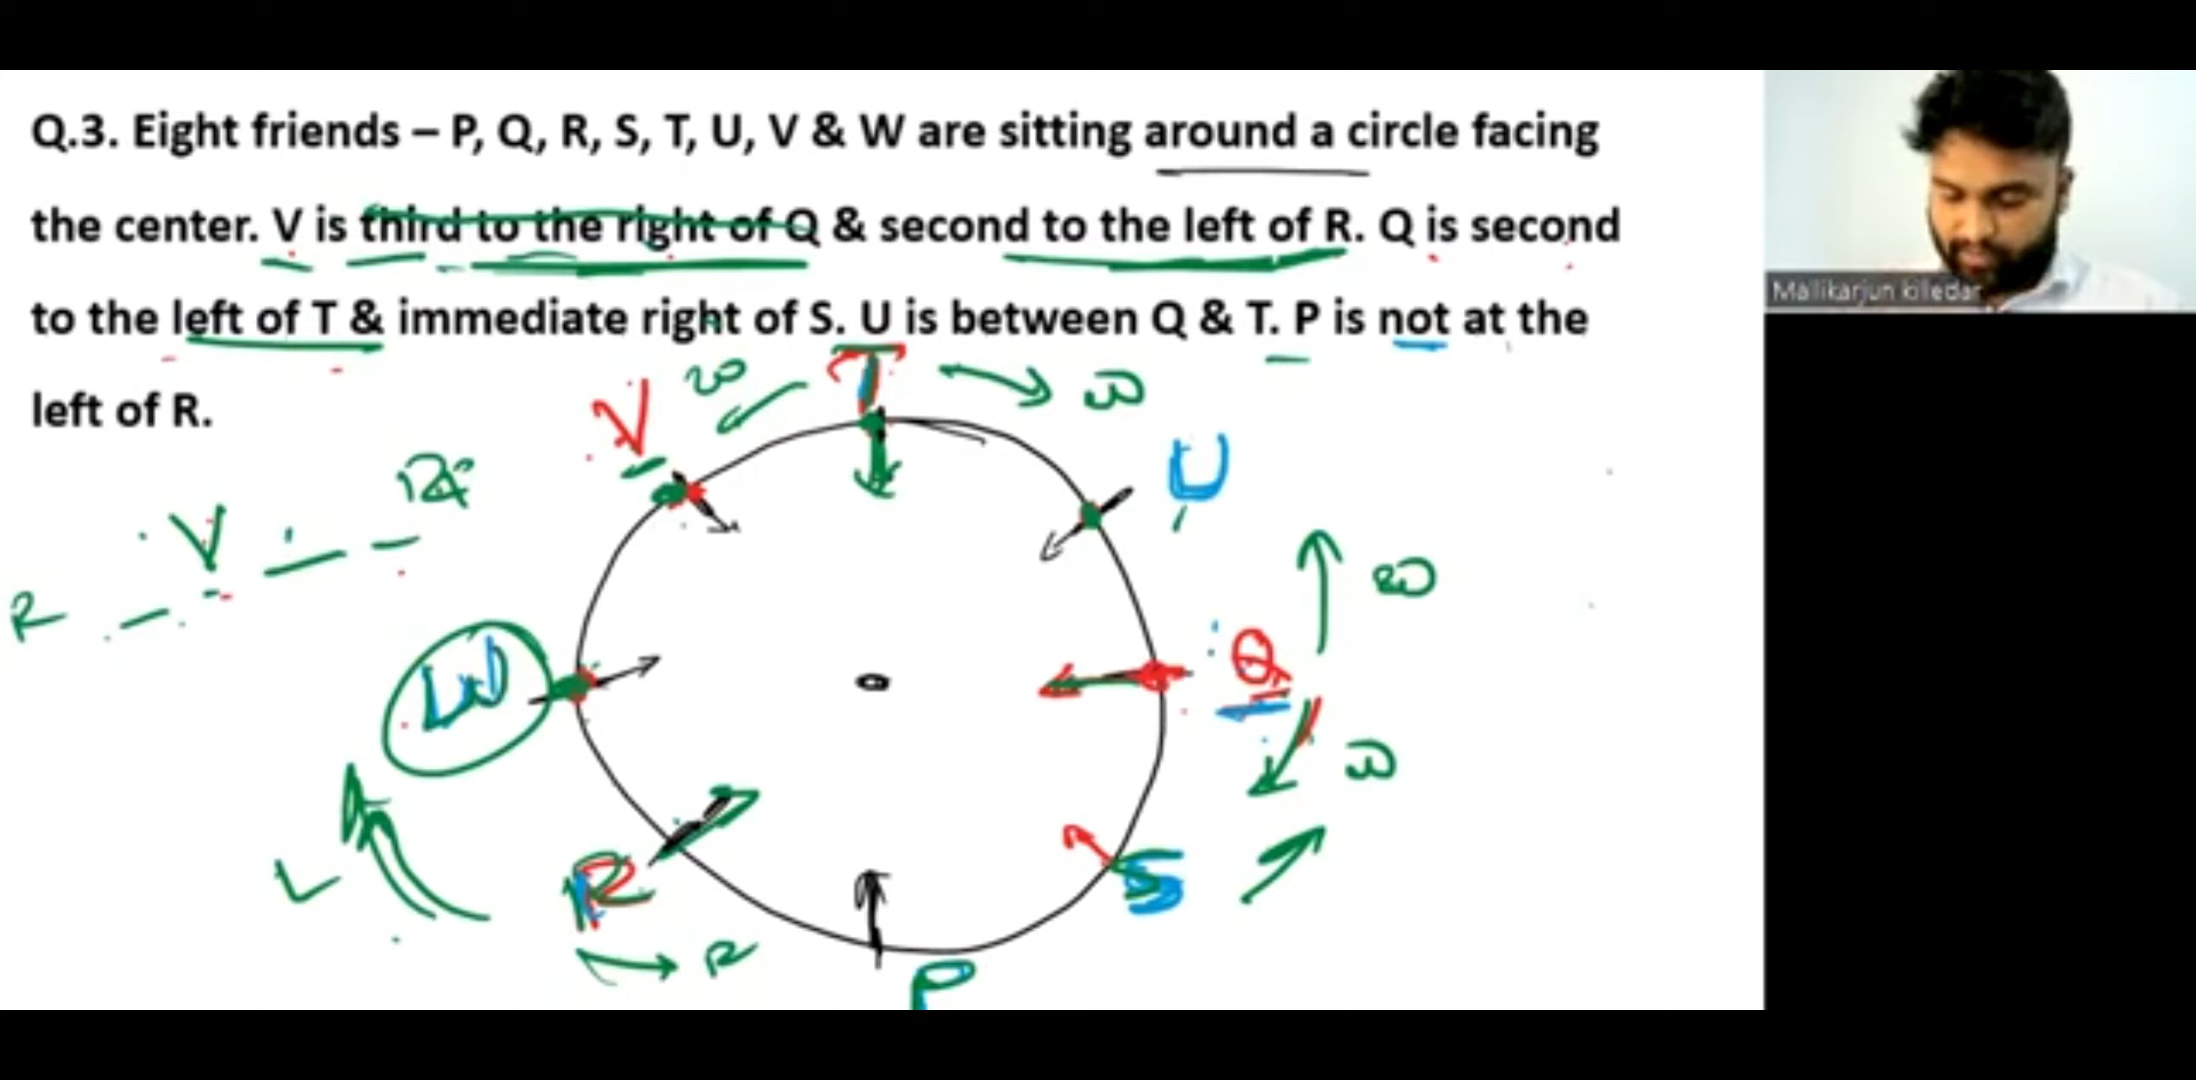 Q.3. Eight friends – P, Q, R, S, T, U, V & W are sitting around a circle facing
the center. V is third to the right of Q & second to the left of R. Q is second
to the left of T & immediate right of S. U is between Q & T. P is not at the
left of R.
Mallikarjun killedar
T
V
U
V
R
Q
W
S
L
R
R
P